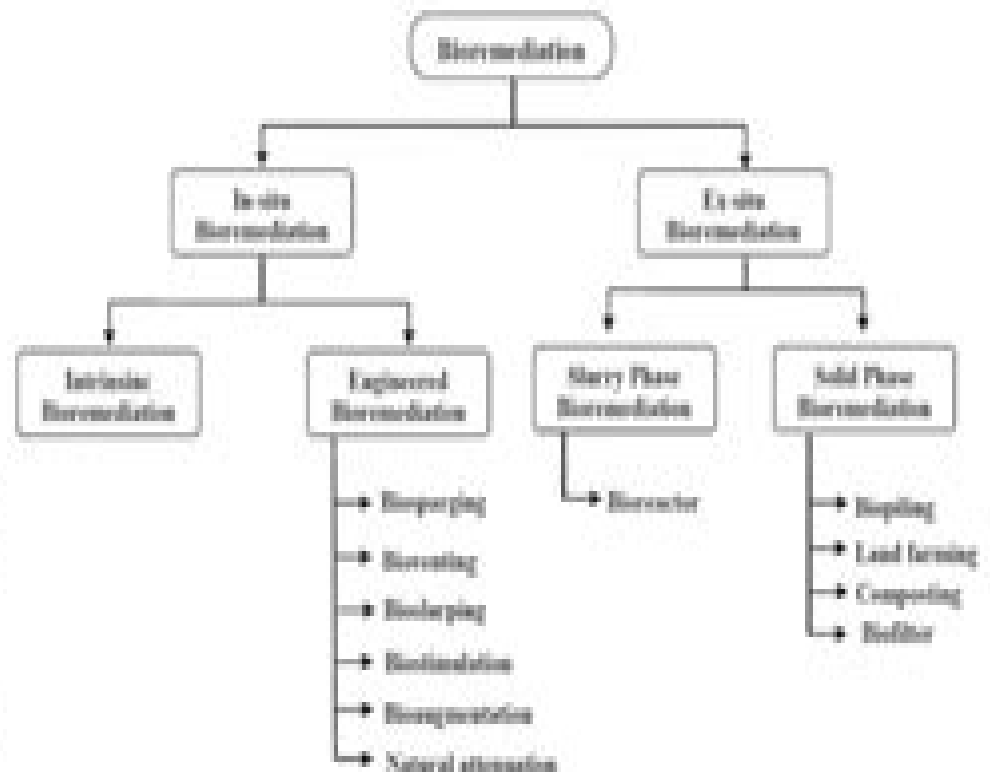 Bioremediation
In-situ
Bioremediation
Ex-situ
Bioremediation
Intrinsic
Bioremediation
Engineered
Bioremediation
Slurry Phase
Bioremediation
Solid Phase
Bioremediation
Biosparging
Bioventing
Bioslurping
Biostimulation
Bioaugmentation
Natural attenuation
Bioreactor
Biopiling
Land farming
Composting
Biofilter